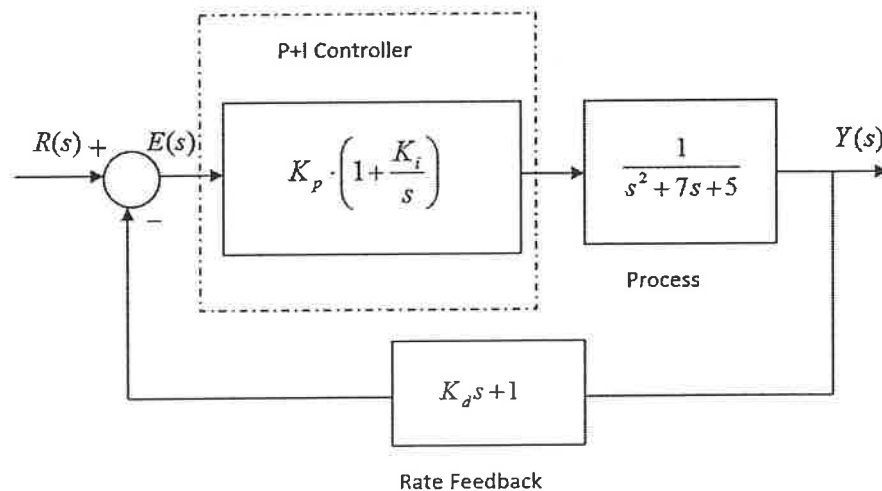 P+I Controller
R(s) +
E(s)
K_p · (1 + K_i / s)
1 / (s^2 + 7s + 5)
Y(s)
−
Process
K_d s + 1
Rate Feedback